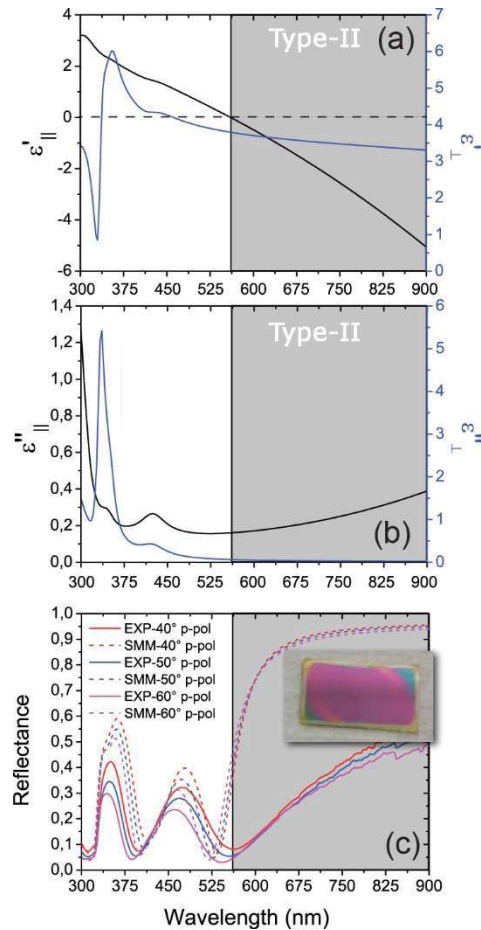 Type-II (a)
4
2
0
-2
-4
-6
ε'||
7
6
5
4
3
2
1
0
ε'⊥
300 375 450 525 600 675 750 825 900
Type-II
1,4
1,2
1,0
0,8
0,6
0,4
0,2
0,0
ε"||
6
5
4
3
2
1
0
ε"⊥
(b)
300 375 450 525 600 675 750 825 900
1,0
0,9
0,8
0,7
0,6
0,5
0,4
0,3
0,2
0,1
0,0
Reflectance
EXP-40° p-pol
SMM-40° p-pol
EXP-50° p-pol
SMM-50° p-pol
EXP-60° p-pol
SMM-60° p-pol
(c)
300 375 450 525 600 675 750 825 900
Wavelength (nm)